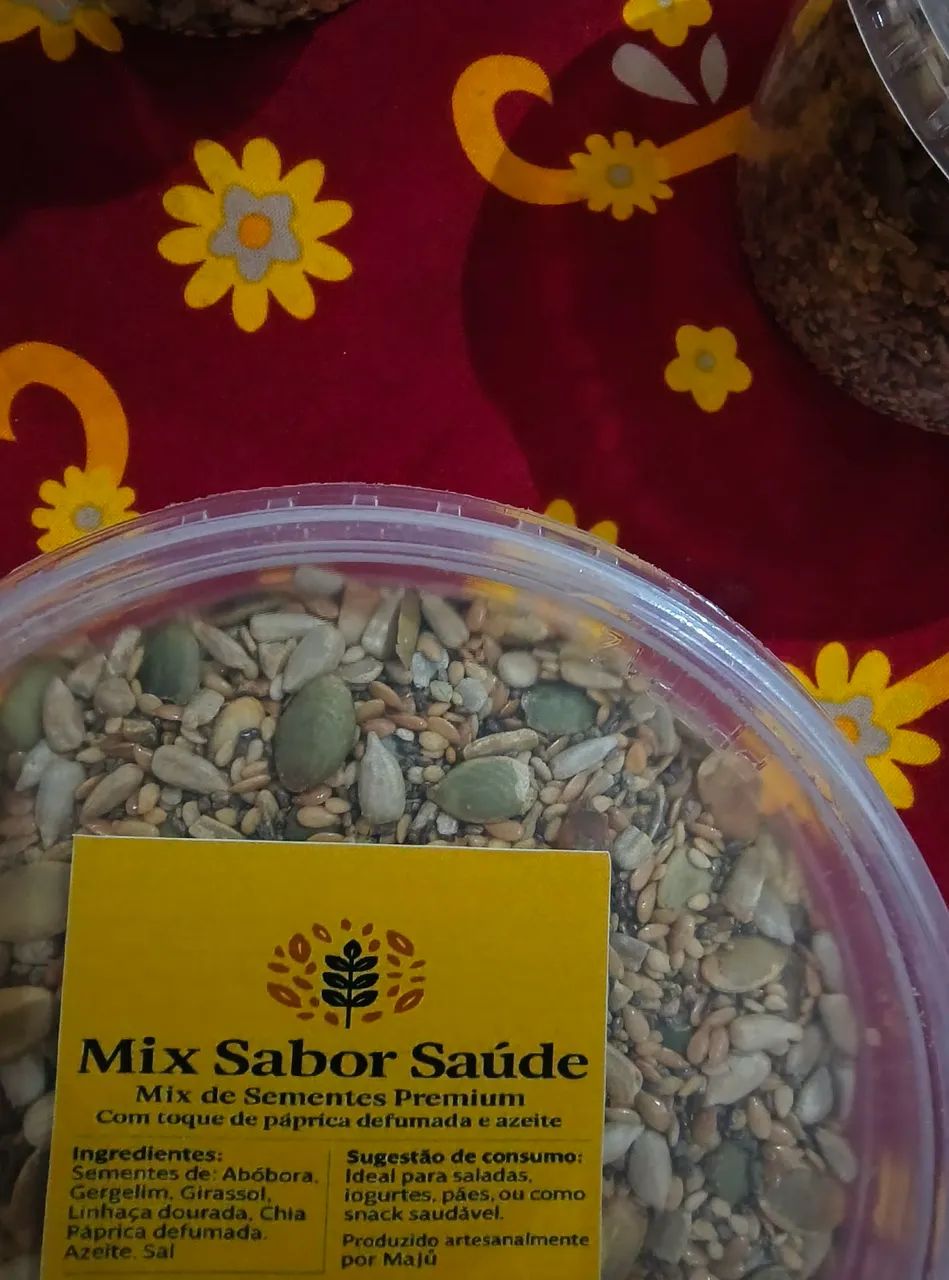 Mix Sabor Saúde
Mix de Sementes Premium
Com toque de páprica defumada e azeite
Ingredientes:
Sementes de: Abóbora,
Gergelim, Girassol,
Linhaça dourada, Chia
Páprica defumada.
Azeite. Sal
Sugestão de consumo:
Ideal para saladas,
iogurtes, páes, ou como
snack saudável.
Produzido artesanalmente
por Majú